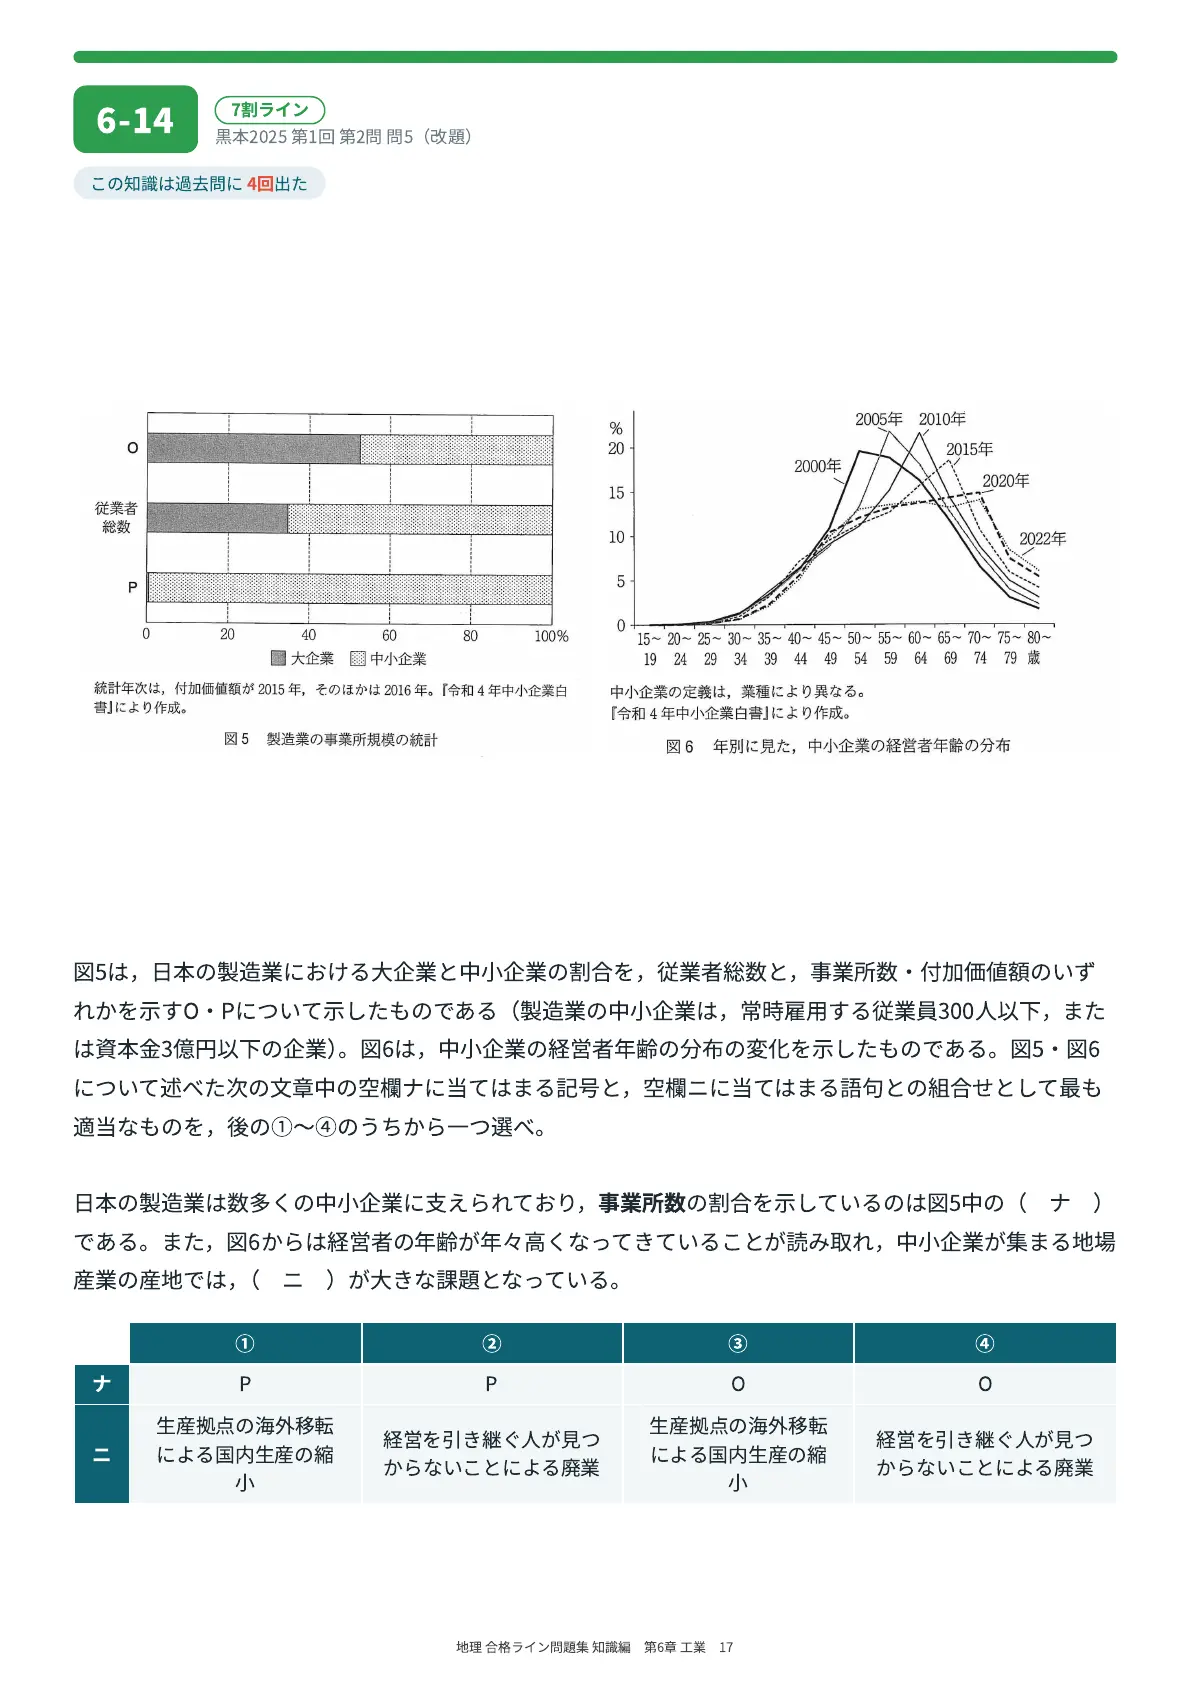 6-14
7割ライン
黒本2025 第1回 第2問 問5（改題）
この知識は過去問に 4回出た
O
従業者
総数
P
0 20 40 60 80 100%
大企業 中小企業
統計年次は，付加価値額が 2015 年，そのほかは 2016 年。『令和 4 年中小企業白
書』により作成。
図 5 製造業の事業所規模の統計
%
20
15
10
5
0
2000年
2005年
2010年
2015年
2020年
2022年
15～ 20～ 25～ 30～ 35～ 40～ 45～ 50～ 55～ 60～ 65～ 70～ 75～ 80～
19 24 29 34 39 44 49 54 59 64 69 74 79 歳
中小企業の定義は，業種により異なる。
『令和 4 年中小企業白書』により作成。
図 6 年別に見た，中小企業の経営者年齢の分布
図5は，日本の製造業における大企業と中小企業の割合を，従業者総数と，事業所数・付加価値額のいず
れかを示すO・Pについて示したものである（製造業の中小企業は，常時雇用する従業員300人以下，また
は資本金3億円以下の企業）。図6は，中小企業の経営者年齢の分布の変化を示したものである。図5・図6
について述べた次の文章中の空欄ナに当てはまる記号と，空欄ニに当てはまる語句との組合せとして最も
適当なものを，後の①～④のうちから一つ選べ。
日本の製造業は数多くの中小企業に支えられており，事業所数の割合を示しているのは図5中の（　ナ　）
である。また，図6からは経営者の年齢が年々高くなってきていることが読み取れ，中小企業が集まる地場
産業の産地では，（　ニ　）が大きな課題となっている。
① ② ③ ④
ナ P P O O
ニ
生産拠点の海外移転
による国内生産の縮
小
経営を引き継ぐ人が見つ
からないことによる廃業
生産拠点の海外移転
による国内生産の縮
小
経営を引き継ぐ人が見つ
からないことによる廃業
地理 合格ライン問題集 知識編　第6章 工業　17